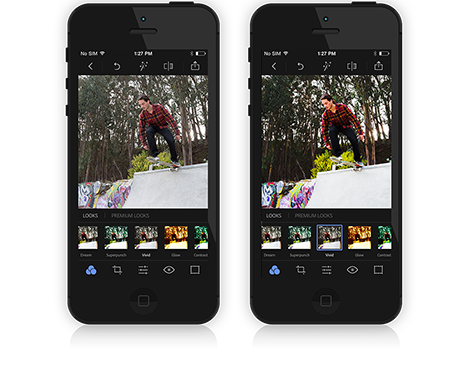 No SIM 1:27 PM
LOOKS PREMIUM LOOKS
Dream Superpunch Vivid Glow Contrast
No SIM 1:27 PM
LOOKS PREMIUM LOOKS
Dream Superpunch Vivid Glow Contrast